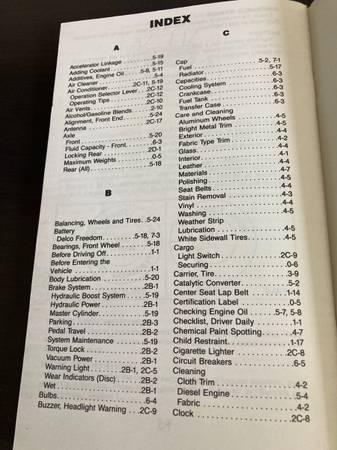 INDEX
A
Accelerator Linkage . . . . . . . .5-19
Adding Coolant . . . . . . . . . .5-15
Additives, Engine Oil . . . . .5-8, 5-11
Air Cleaner . . . . . . . . . . . . . .5-4
Air Conditioner . . . . . . .2C-11, 5-19
Operation Selector Lever . . .2C-12
Operating Tips . . . . . . . . . .2C-12
Air Vents . . . . . . . . . . . . . .2C-10
Alcohol/Gasoline Blends . . . . .2-10
Alignment, Front End . . . . . . .5-24
Antenna . . . . . . . . . . . . . .2C-17
Axle
Front . . . . . . . . . . . . . . . .5-20
Fluid Capacity - Front . . . . . . .6-3
Locking Rear . . . . . . . . . . . .2D-1
Maximum Weights . . . . . . . . .0-5
Rear (All) . . . . . . . . . . . . . .5-18
B
Balancing, Wheels and Tires. .5-24
Battery
Delco Freedom . . . . . . .5-18, 7-3
Bearings, Front Wheel . . . . . .5-18
Before Driving Off . . . . . . . . . .1-1
Before Entering the
Vehicle . . . . . . . . . . . . . . . .1-1
Body Lubrication . . . . . . . . .5-20
Brake System . . . . . . . . . . .2B-1
Hydraulic Boost System . . . . .5-19
Hydraulic Power . . . . . . . . .2B-1
Master Cylinder . . . . . . . . . .5-19
Parking . . . . . . . . . . . . . . .2B-3
Pedal Travel . . . . . . . . . . . .2B-2
System Maintenance . . . . . . .5-19
Torque Lock . . . . . . . . . . . .2B-2
Vacuum Power . . . . . . . . . .2B-1
Warning Light . . . . . . .2B-1, 2C-5
Wear Indicators (Disc) . . . . . .2B-2
Wet . . . . . . . . . . . . . . . . .2B-1
Bulbs . . . . . . . . . . . . . . . . .6-4
Buzzer, Headlight Warning . . .2C-9
C
Cap . . . . . . . . . . . . . . . .5-2, 7-1
Fuel . . . . . . . . . . . . . . . . .5-17
Radiator . . . . . . . . . . . . . . .6-3
Capacities . . . . . . . . . . . . . .6-3
Cooling System . . . . . . . . . . .6-3
Crankcase . . . . . . . . . . . . . .6-3
Fuel Tank . . . . . . . . . . . . . .6-3
Transfer Case . . . . . . . . . . . .6-3
Care and Cleaning
Aluminum Wheels . . . . . . . . .4-5
Bright Metal Trim . . . . . . . . . .4-5
Exterior . . . . . . . . . . . . . . . .4-4
Fabric Type Trim . . . . . . . . . .4-2
Glass . . . . . . . . . . . . . . . . .4-4
Interior . . . . . . . . . . . . . . . .4-1
Leather . . . . . . . . . . . . . . . .4-4
Materials . . . . . . . . . . . . . . .4-7
Polishing . . . . . . . . . . . . . . .4-5
Seat Belts . . . . . . . . . . . . . .4-4
Stain Removal . . . . . . . . . . .4-3
Vinyl . . . . . . . . . . . . . . . . .4-4
Washing . . . . . . . . . . . . . . .4-5
Weather Strip
Lubrication . . . . . . . . . . . . .4-5
White Sidewall Tires . . . . . . . .4-5
Cargo
Light Switch . . . . . . . . . . . .2C-9
Securing . . . . . . . . . . . . . . .0-6
Carrier, Tire . . . . . . . . . . . . .3-9
Catalytic Converter . . . . . . . . .5-2
Center Seat Lap Belt . . . . . . .1-14
Certification Label . . . . . . . . .0-5
Checking Engine Oil . . . . .5-7, 5-8
Checklist, Driver Daily . . . . . . .1-1
Chemical Paint Spotting . . . . . .4-7
Child Restraint . . . . . . . . . . .1-17
Cigarette Lighter . . . . . . . . .2C-8
Circuit Breakers . . . . . . . . . . .6-5
Cleaning
Cloth Trim . . . . . . . . . . . . . .4-2
Diesel Engine . . . . . . . . . . . .5-4
Fabric . . . . . . . . . . . . . . . . .4-2
Clock . . . . . . . . . . . . . . . .2C-8